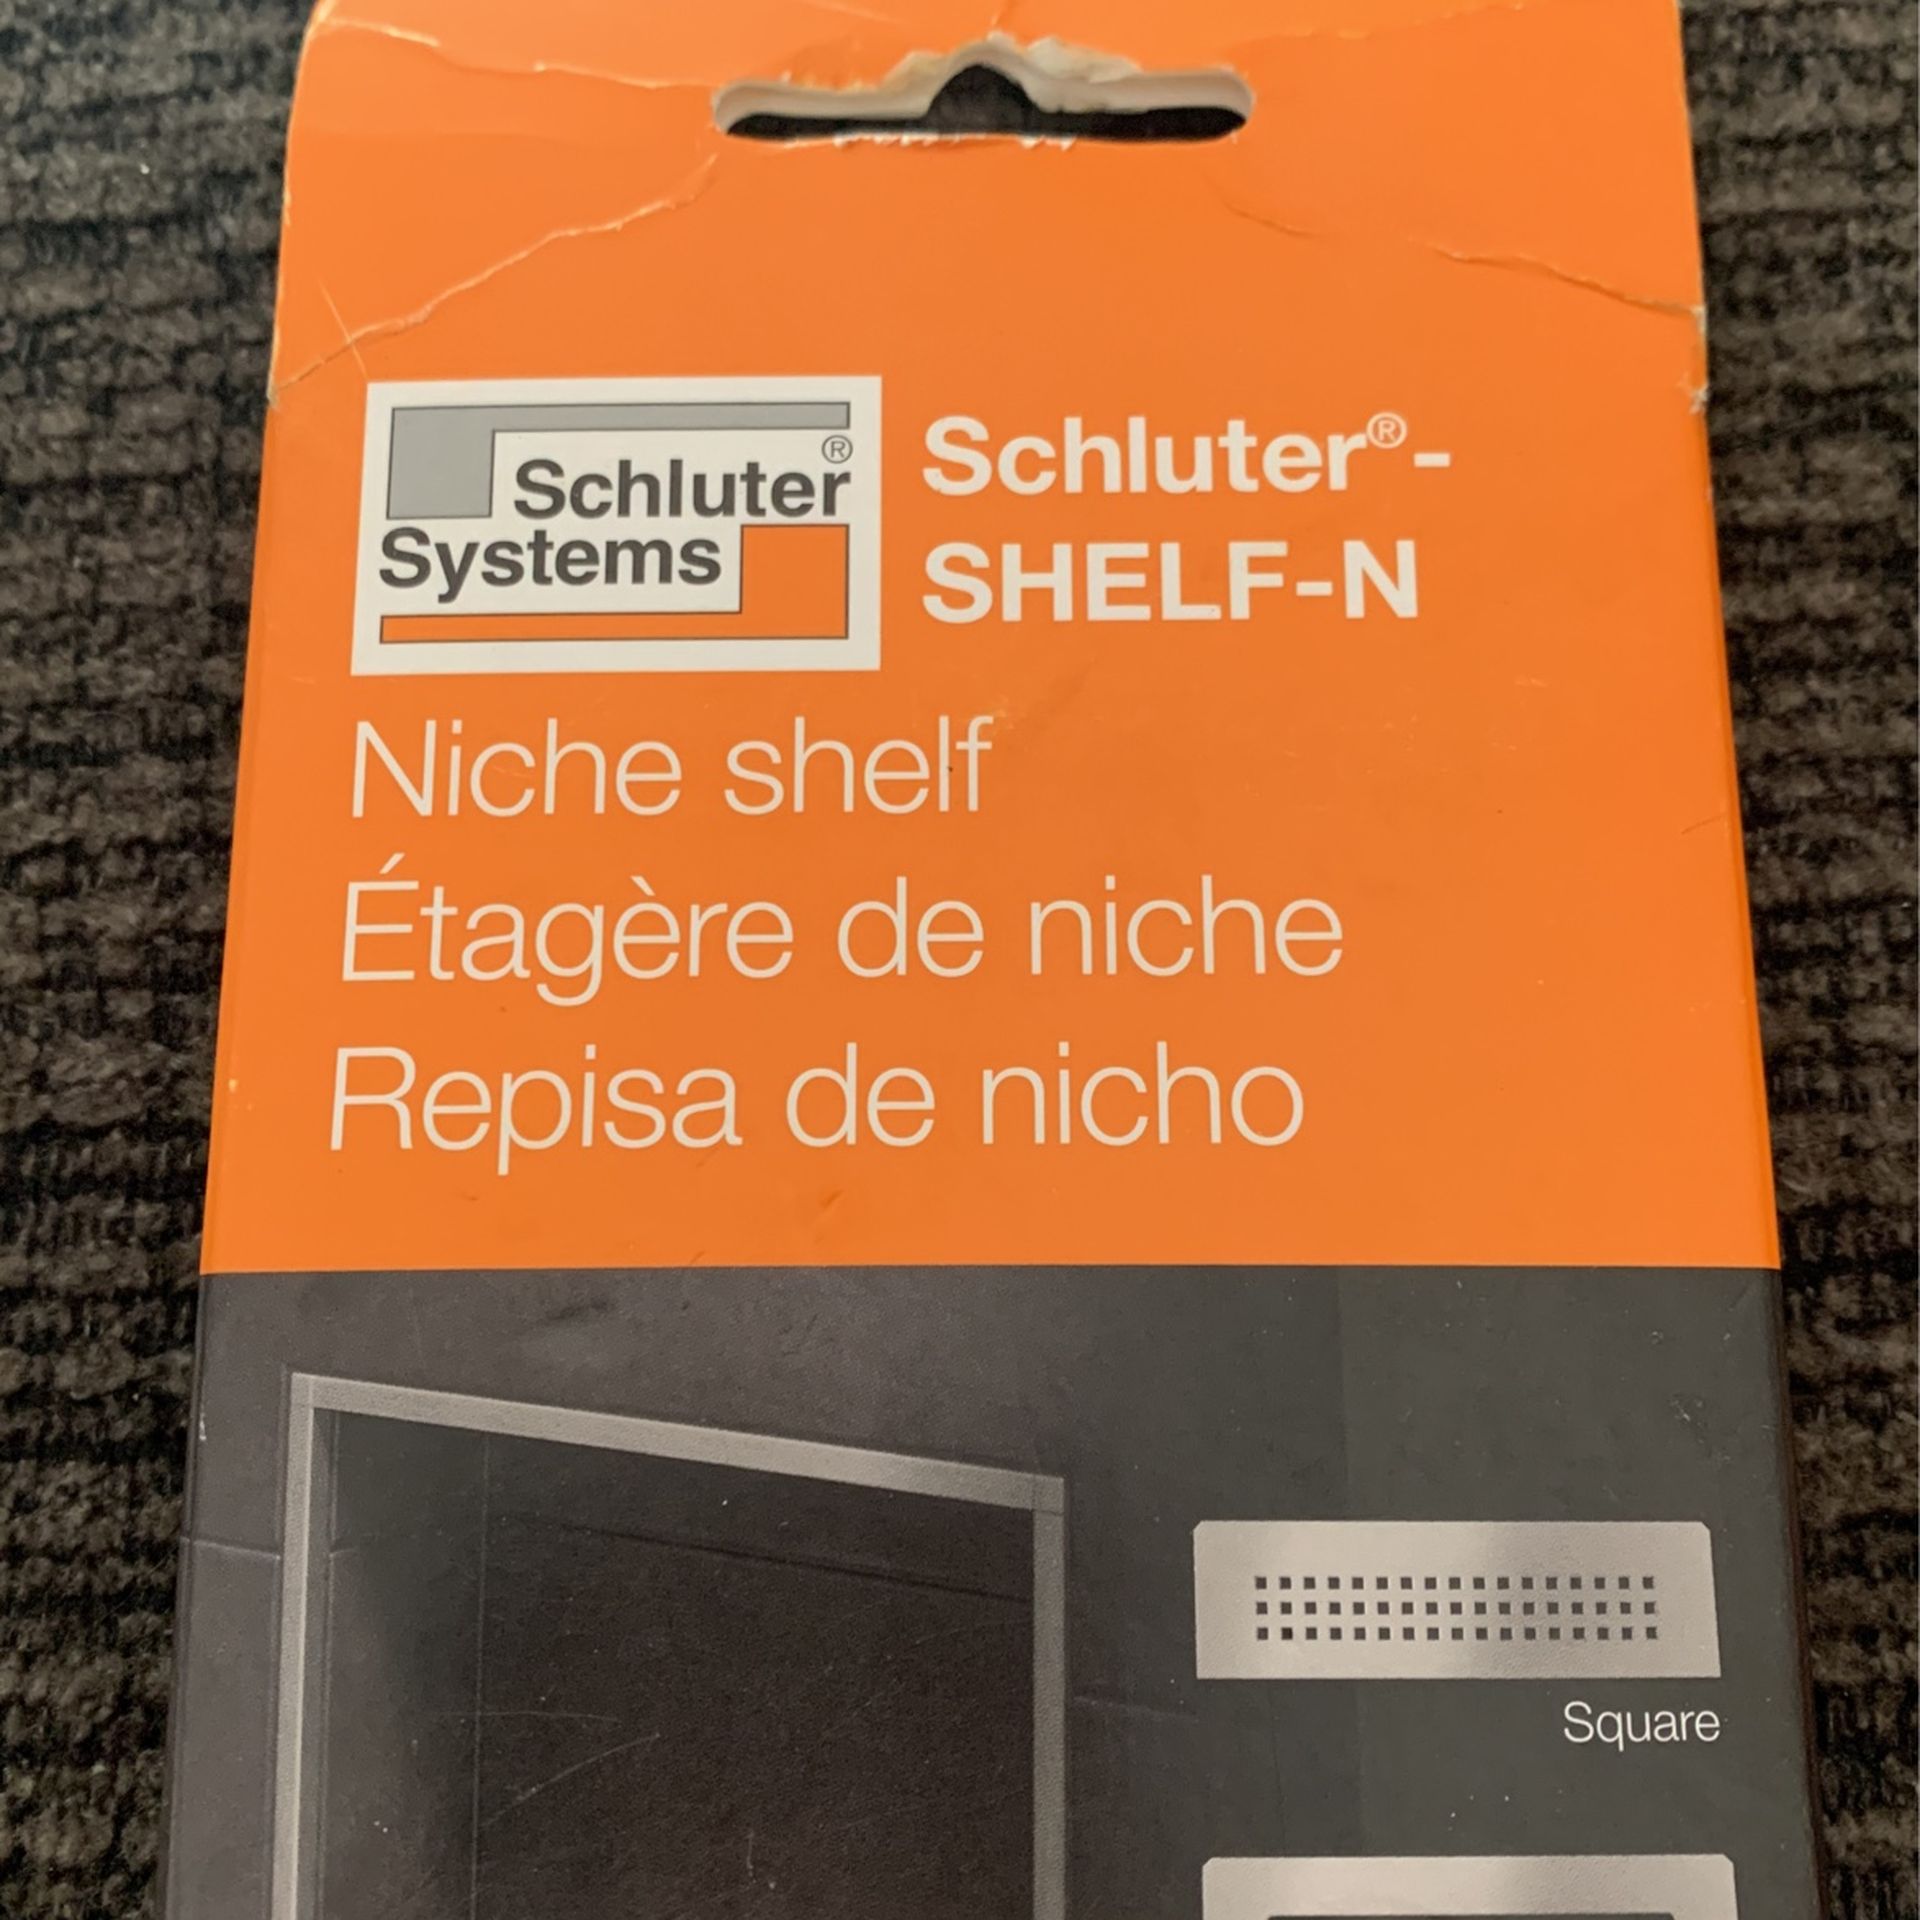 Schluter®
Systems
Schluter®-
SHELF-N
Niche shelf
Étagère de niche
Repisa de nicho
Square